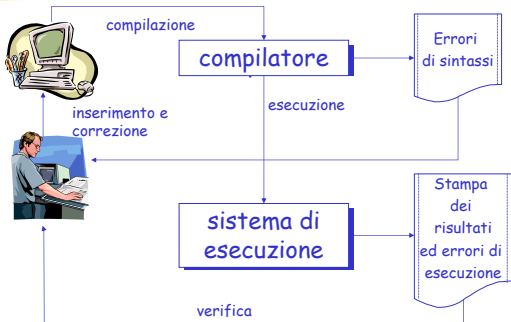 compilazione
compilatore
Errori
di sintassi
inserimento e
correzione
esecuzione
sistema di
esecuzione
Stampa
dei
risultati
ed errori di
esecuzione
verifica